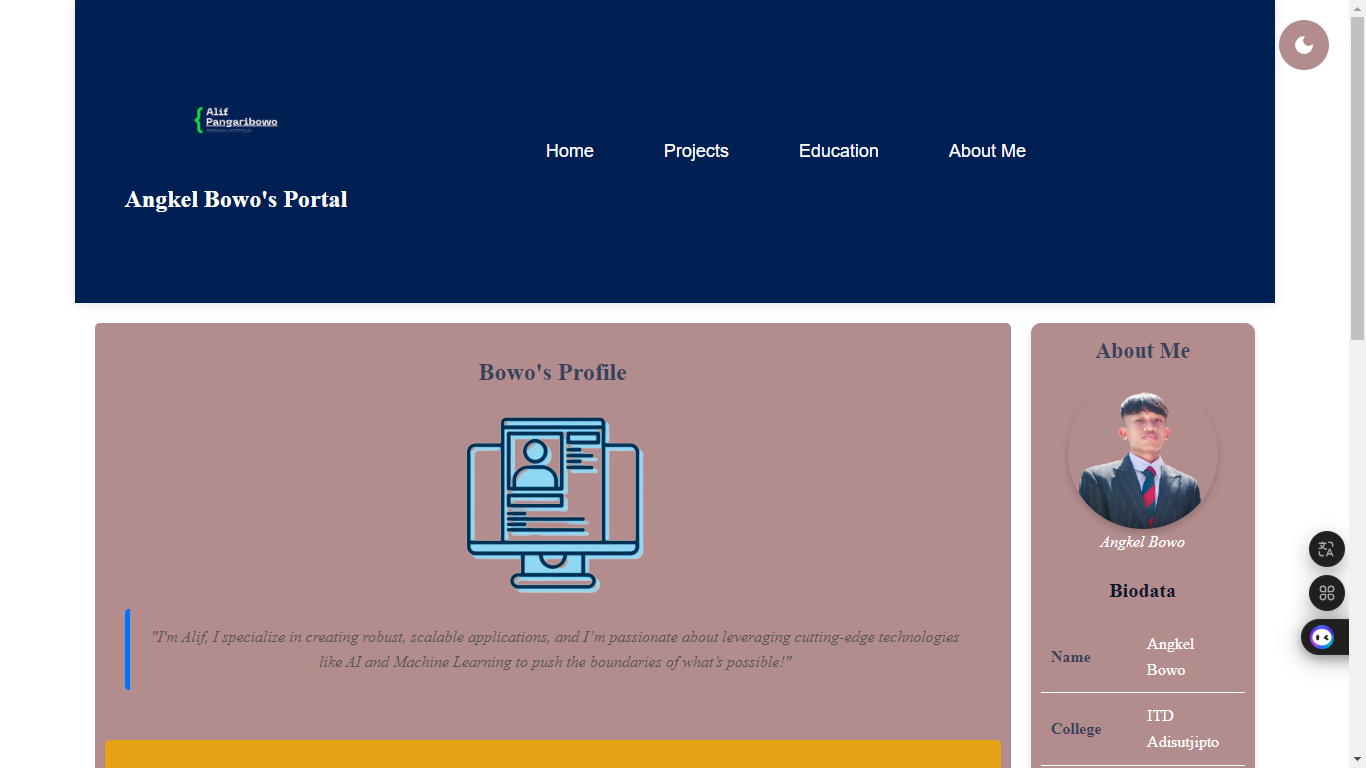 Alif
Pangaribowo
PERSONAL PORTFOLIO
Angkel Bowo's Portal
Home
Projects
Education
About Me
Bowo's Profile
"I'm Alif, I specialize in creating robust, scalable applications, and I'm passionate about leveraging cutting-edge technologies
like AI and Machine Learning to push the boundaries of what's possible!"
About Me
Angkel Bowo
Biodata
Name
Angkel
Bowo
College
ITD
Adisutjipto